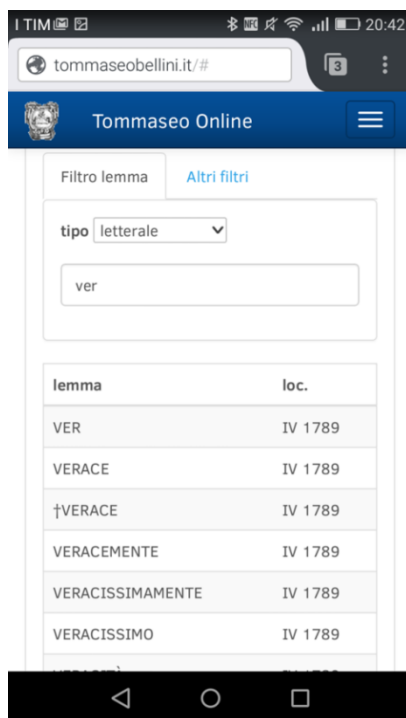 I TIM NFC 20:42
tommaseobellini.it/# 3
Tommaseo Online
Filtro lemma Altri filtri
tipo letterale
ver
lemma loc.
VER IV 1789
VERACE IV 1789
†VERACE IV 1789
VERACEMENTE IV 1789
VERACISSIMAMENTE IV 1789
VERACISSIMO IV 1789